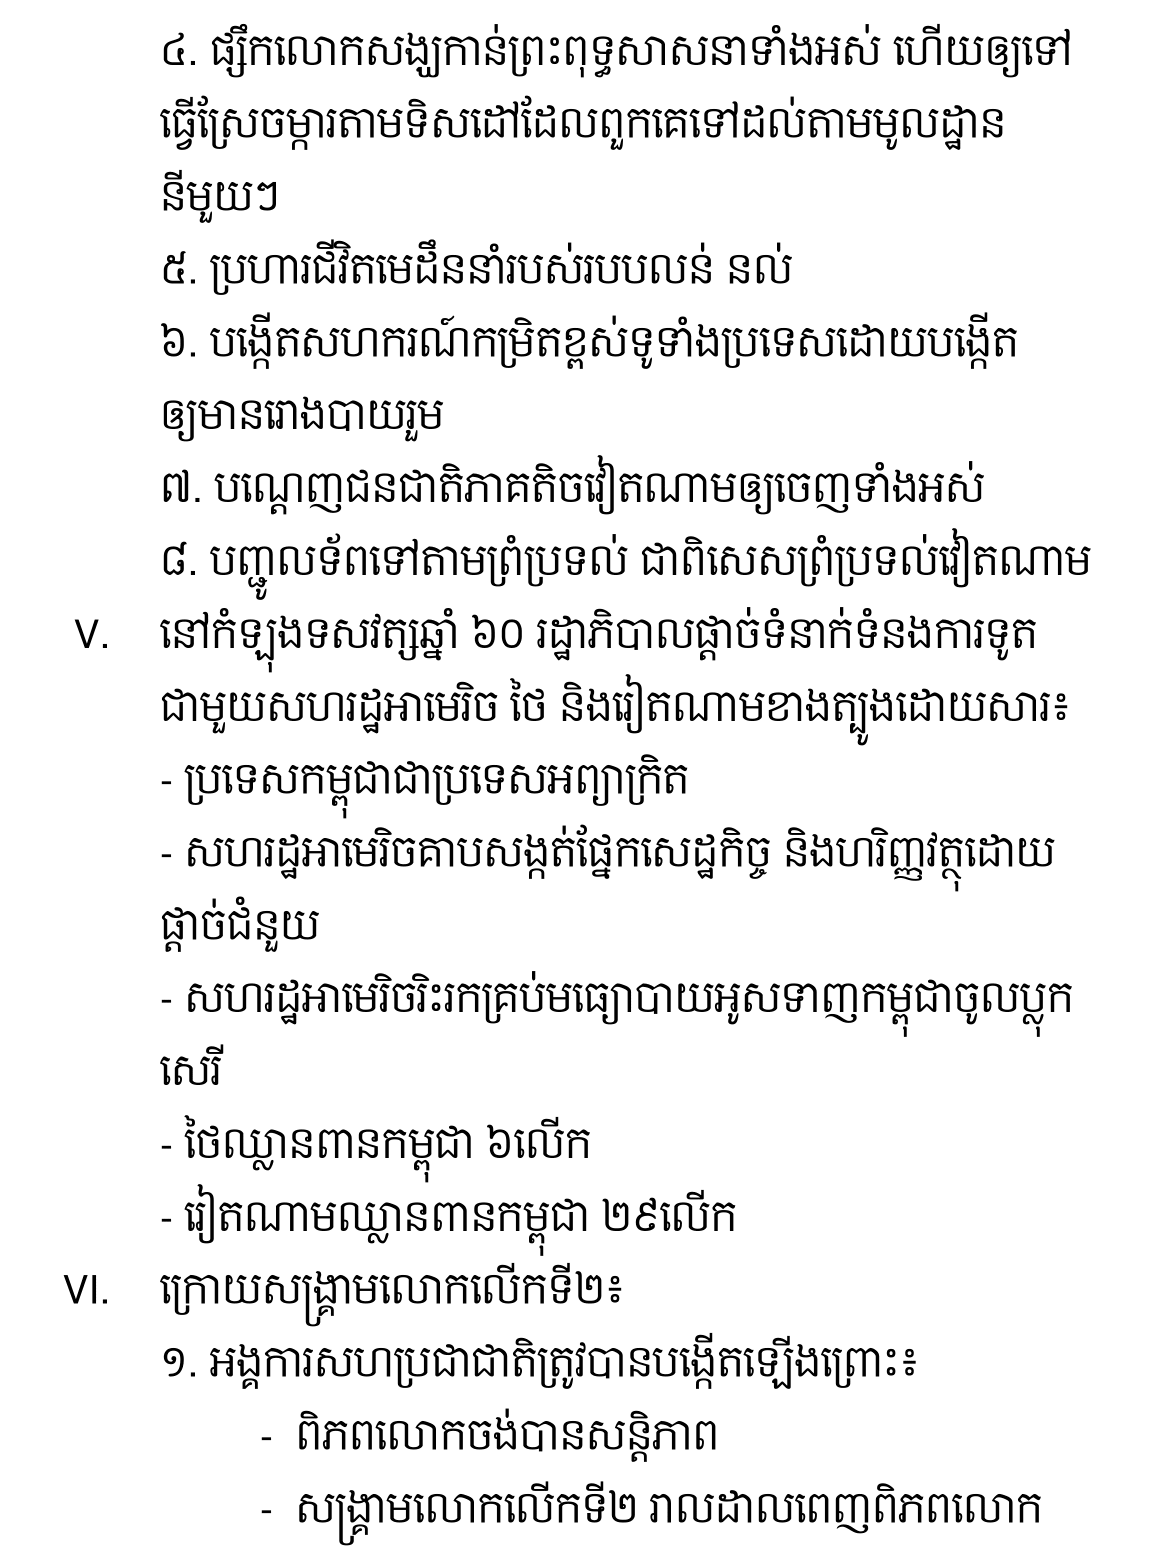 ៤. ផ្សឹកលោកសង្ឃកាន់ព្រះពុទ្ធសាសនាទាំងអស់ ហើយឲ្យទៅ
ធ្វើស្រែចម្ការតាមទិសដៅដែលពួកគេទៅដល់តាមមូលដ្ឋាន
នីមួយៗ
៥. ប្រហារជីវិតមេដឹននាំរបស់របបលន់ នល់
៦. បង្កើតសហករណ៍កម្រិតខ្ពស់ទូទាំងប្រទេសដោយបង្កើត
ឲ្យមានរោងបាយរួម
៧. បណ្តេញជនជាតិភាគតិចវៀតណាមឲ្យចេញទាំងអស់
៨. បញ្ជូលទ័ពទៅតាមព្រំប្រទល់ ជាពិសេសព្រំប្រទល់វៀតណាម
V. នៅកំឡុងទសវត្សឆ្នាំ ៦០ រដ្ឋាភិបាលផ្តាច់ទំនាក់ទំនងការទូត
ជាមួយសហរដ្ឋអាមេរិច ថៃ និងវៀតណាមខាងត្បូងដោយសារ៖
- ប្រទេសកម្ពុជាជាប្រទេសអព្យាក្រិត
- សហរដ្ឋអាមេរិចគាបសង្កត់ផ្នែកសេដ្ឋកិច្ច និងហិរញ្ញវត្ថុដោយ
ផ្តាច់ជំនួយ
- សហរដ្ឋអាមេរិចរិះរកគ្រប់មធ្យោបាយអូសទាញកម្ពុជាចូលប្លុក
សេរី
- ថៃឈ្លានពានកម្ពុជា ៦លើក
- វៀតណាមឈ្លានពានកម្ពុជា ២៩លើក
VI. ក្រោយសង្គ្រាមលោកលើកទី២៖
១. អង្គការសហប្រជាជាតិត្រូវបានបង្កើតឡើងព្រោះ៖
- ពិភពលោកចង់បានសន្តិភាព
- សង្គ្រាមលោកលើកទី២ រាលដាលពេញពិភពលោក